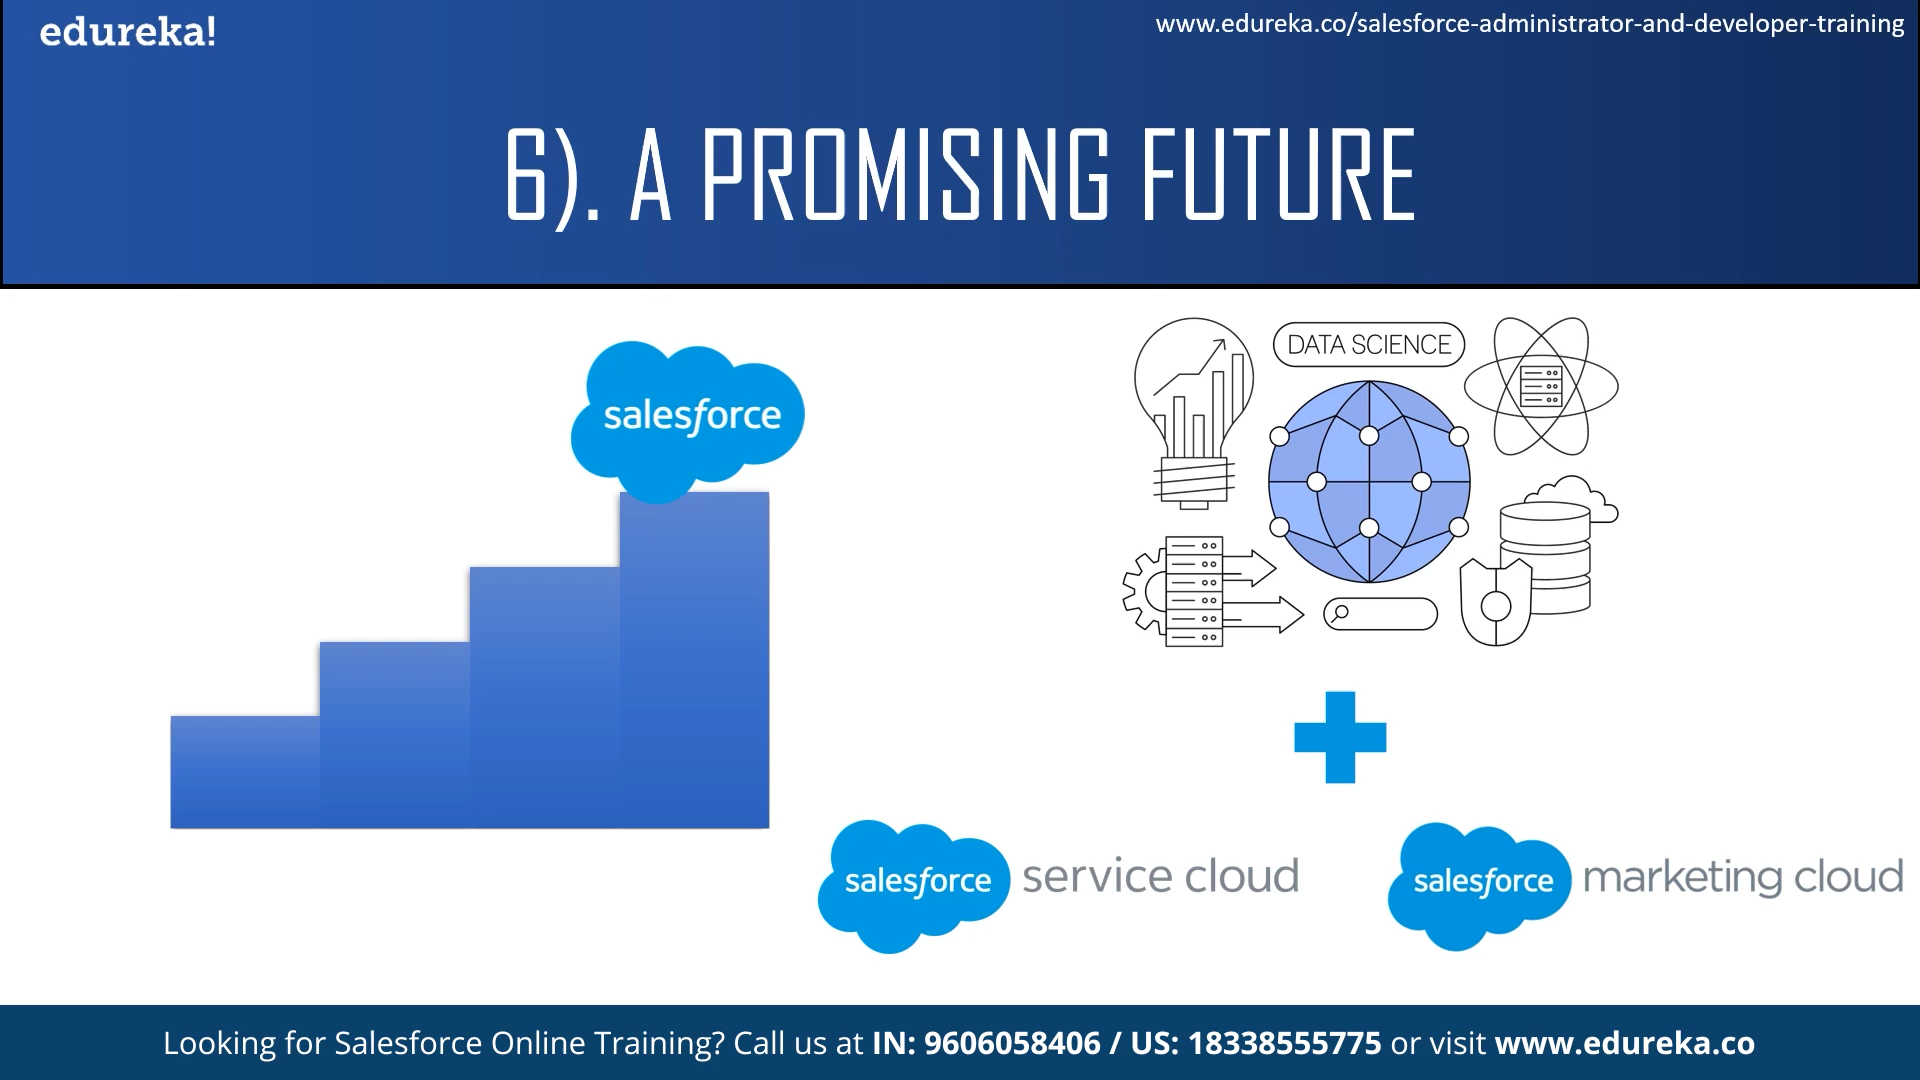 edureka!
www.edureka.co/salesforce-administrator-and-developer-training
6). A PROMISING FUTURE
salesforce
DATA SCIENCE
salesforce service cloud
salesforce marketing cloud
Looking for Salesforce Online Training? Call us at IN: 9606058406 / US: 18338555775 or visit www.edureka.co